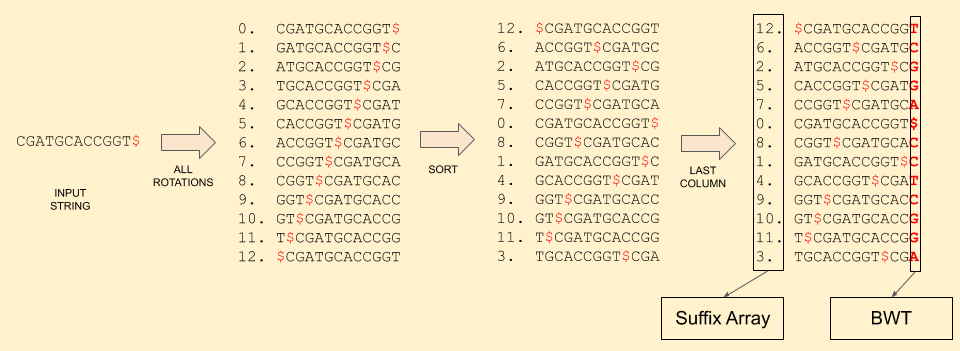 0. CGATGCACCGGT$
1. GATGCACCGGT$C
2. ATGCACCGGT$CG
3. TGCACCGGT$CGA
4. GCACCGGT$CGAT
5. CACCGGT$CGATG
6. ACCGGT$CGATGC
7. CCGGT$CGATGCA
8. CGGT$CGATGCAC
9. GGT$CGATGCACC
10. GT$CGATGCACCG
11. T$CGATGCACCGG
12. $CGATGCACCGGT
12. $CGATGCACCGGT
6. ACCGGT$CGATGC
2. ATGCACCGGT$CG
5. CACCGGT$CGATG
7. CCGGT$CGATGCA
0. CGATGCACCGGT$
8. CGGT$CGATGCAC
1. GATGCACCGGT$C
4. GCACCGGT$CGAT
9. GGT$CGATGCACC
10. GT$CGATGCACCG
11. T$CGATGCACCGG
3. TGCACCGGT$CGA
12. $CGATGCACCGGT
6. ACCGGT$CGATGC
2. ATGCACCGGT$CG
5. CACCGGT$CGATG
7. CCGGT$CGATGCA
0. CGATGCACCGGT$
8. CGGT$CGATGCAC
1. GATGCACCGGT$C
4. GCACCGGT$CGAT
9. GGT$CGATGCACC
10. GT$CGATGCACCG
11. T$CGATGCACCGG
3. TGCACCGGT$CGA
CGATGCACCGGT$
INPUT
STRING
ALL
ROTATIONS
SORT
LAST
COLUMN
Suffix Array
BWT